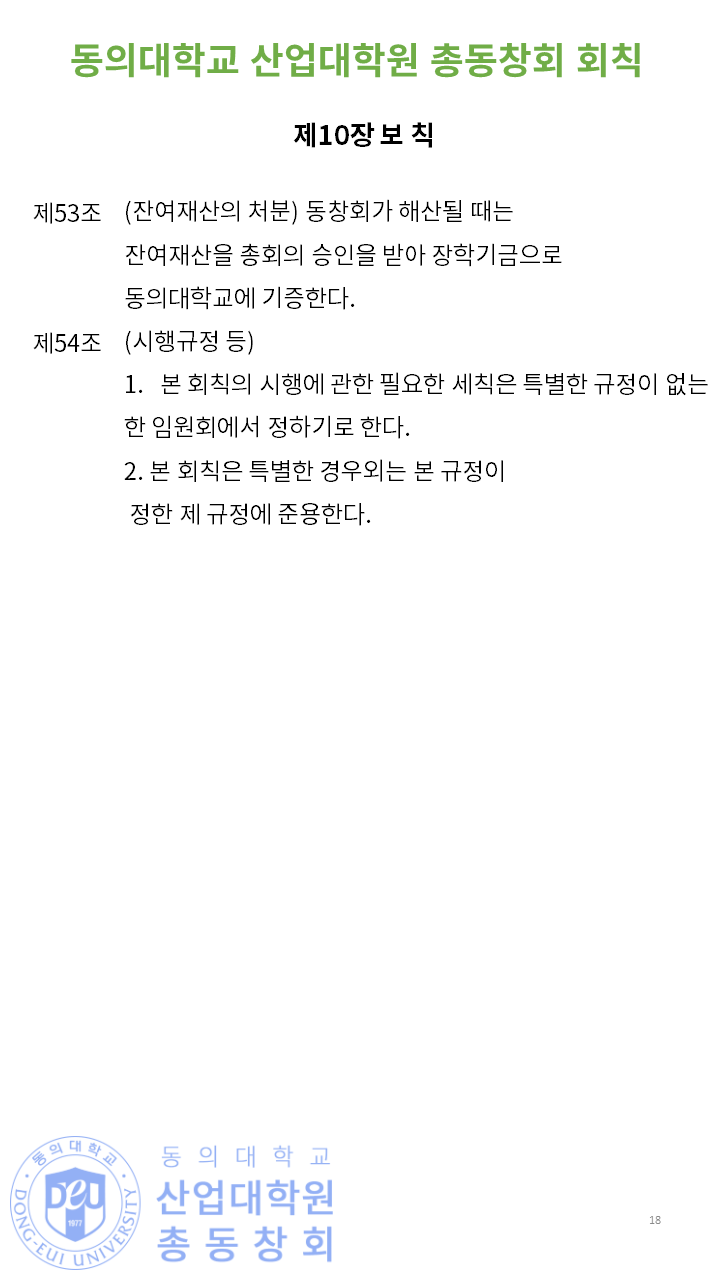 동의대학교 산업대학원 총동창회 회칙
제10장 보 칙
제53조 (잔여재산의 처분) 동창회가 해산될 때는
잔여재산을 총회의 승인을 받아 장학기금으로
동의대학교에 기증한다.
제54조 (시행규정 등)
1. 본 회칙의 시행에 관한 필요한 세칙은 특별한 규정이 없는
한 임원회에서 정하기로 한다.
2. 본 회칙은 특별한 경우외는 본 규정이
정한 제 규정에 준용한다.
동의대학교
DEU
1977
DONG-EUI UNIVERSITY
동 의 대 학 교
산업대학원
총 동 창 회
18